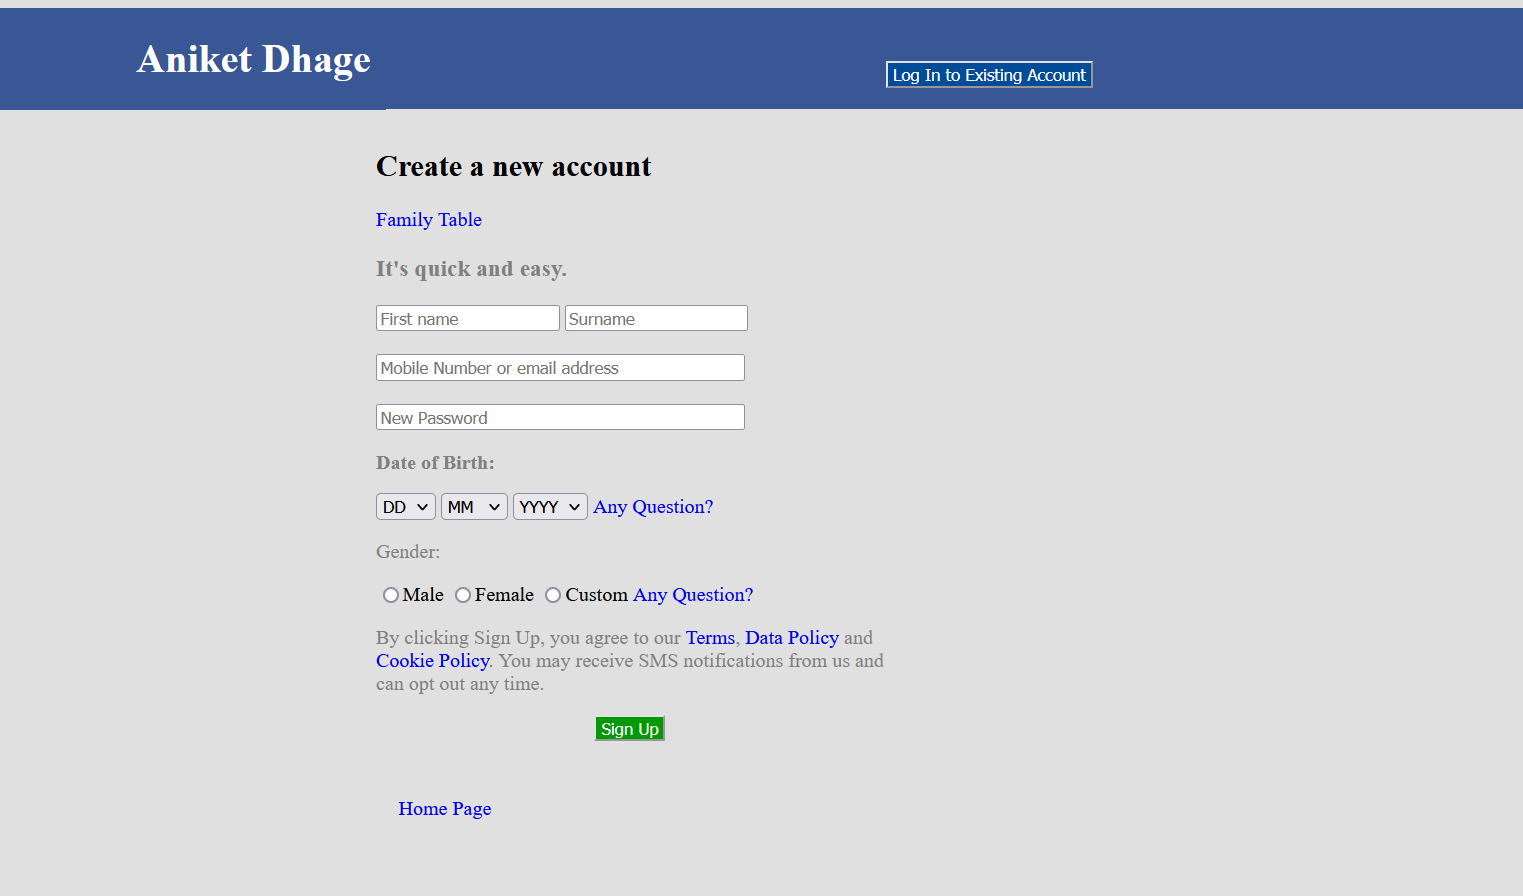 Aniket Dhage
Log In to Existing Account
Create a new account
Family Table
It's quick and easy.
First name Surname
Mobile Number or email address
New Password
Date of Birth:
DD MM YYYY Any Question?
Gender:
Male Female Custom Any Question?
By clicking Sign Up, you agree to our Terms, Data Policy and
Cookie Policy. You may receive SMS notifications from us and
can opt out any time.
Sign Up
Home Page